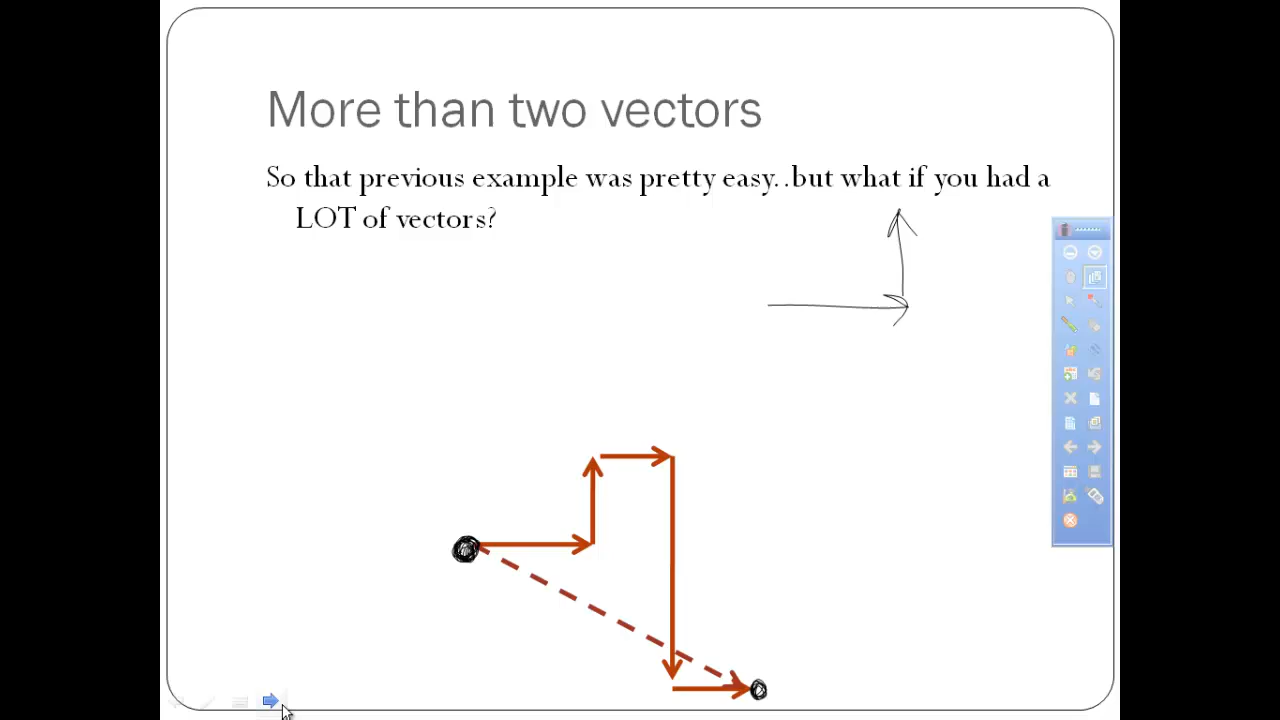 More than two vectors
So that previous example was pretty easy..but what if you had a
LOT of vectors?